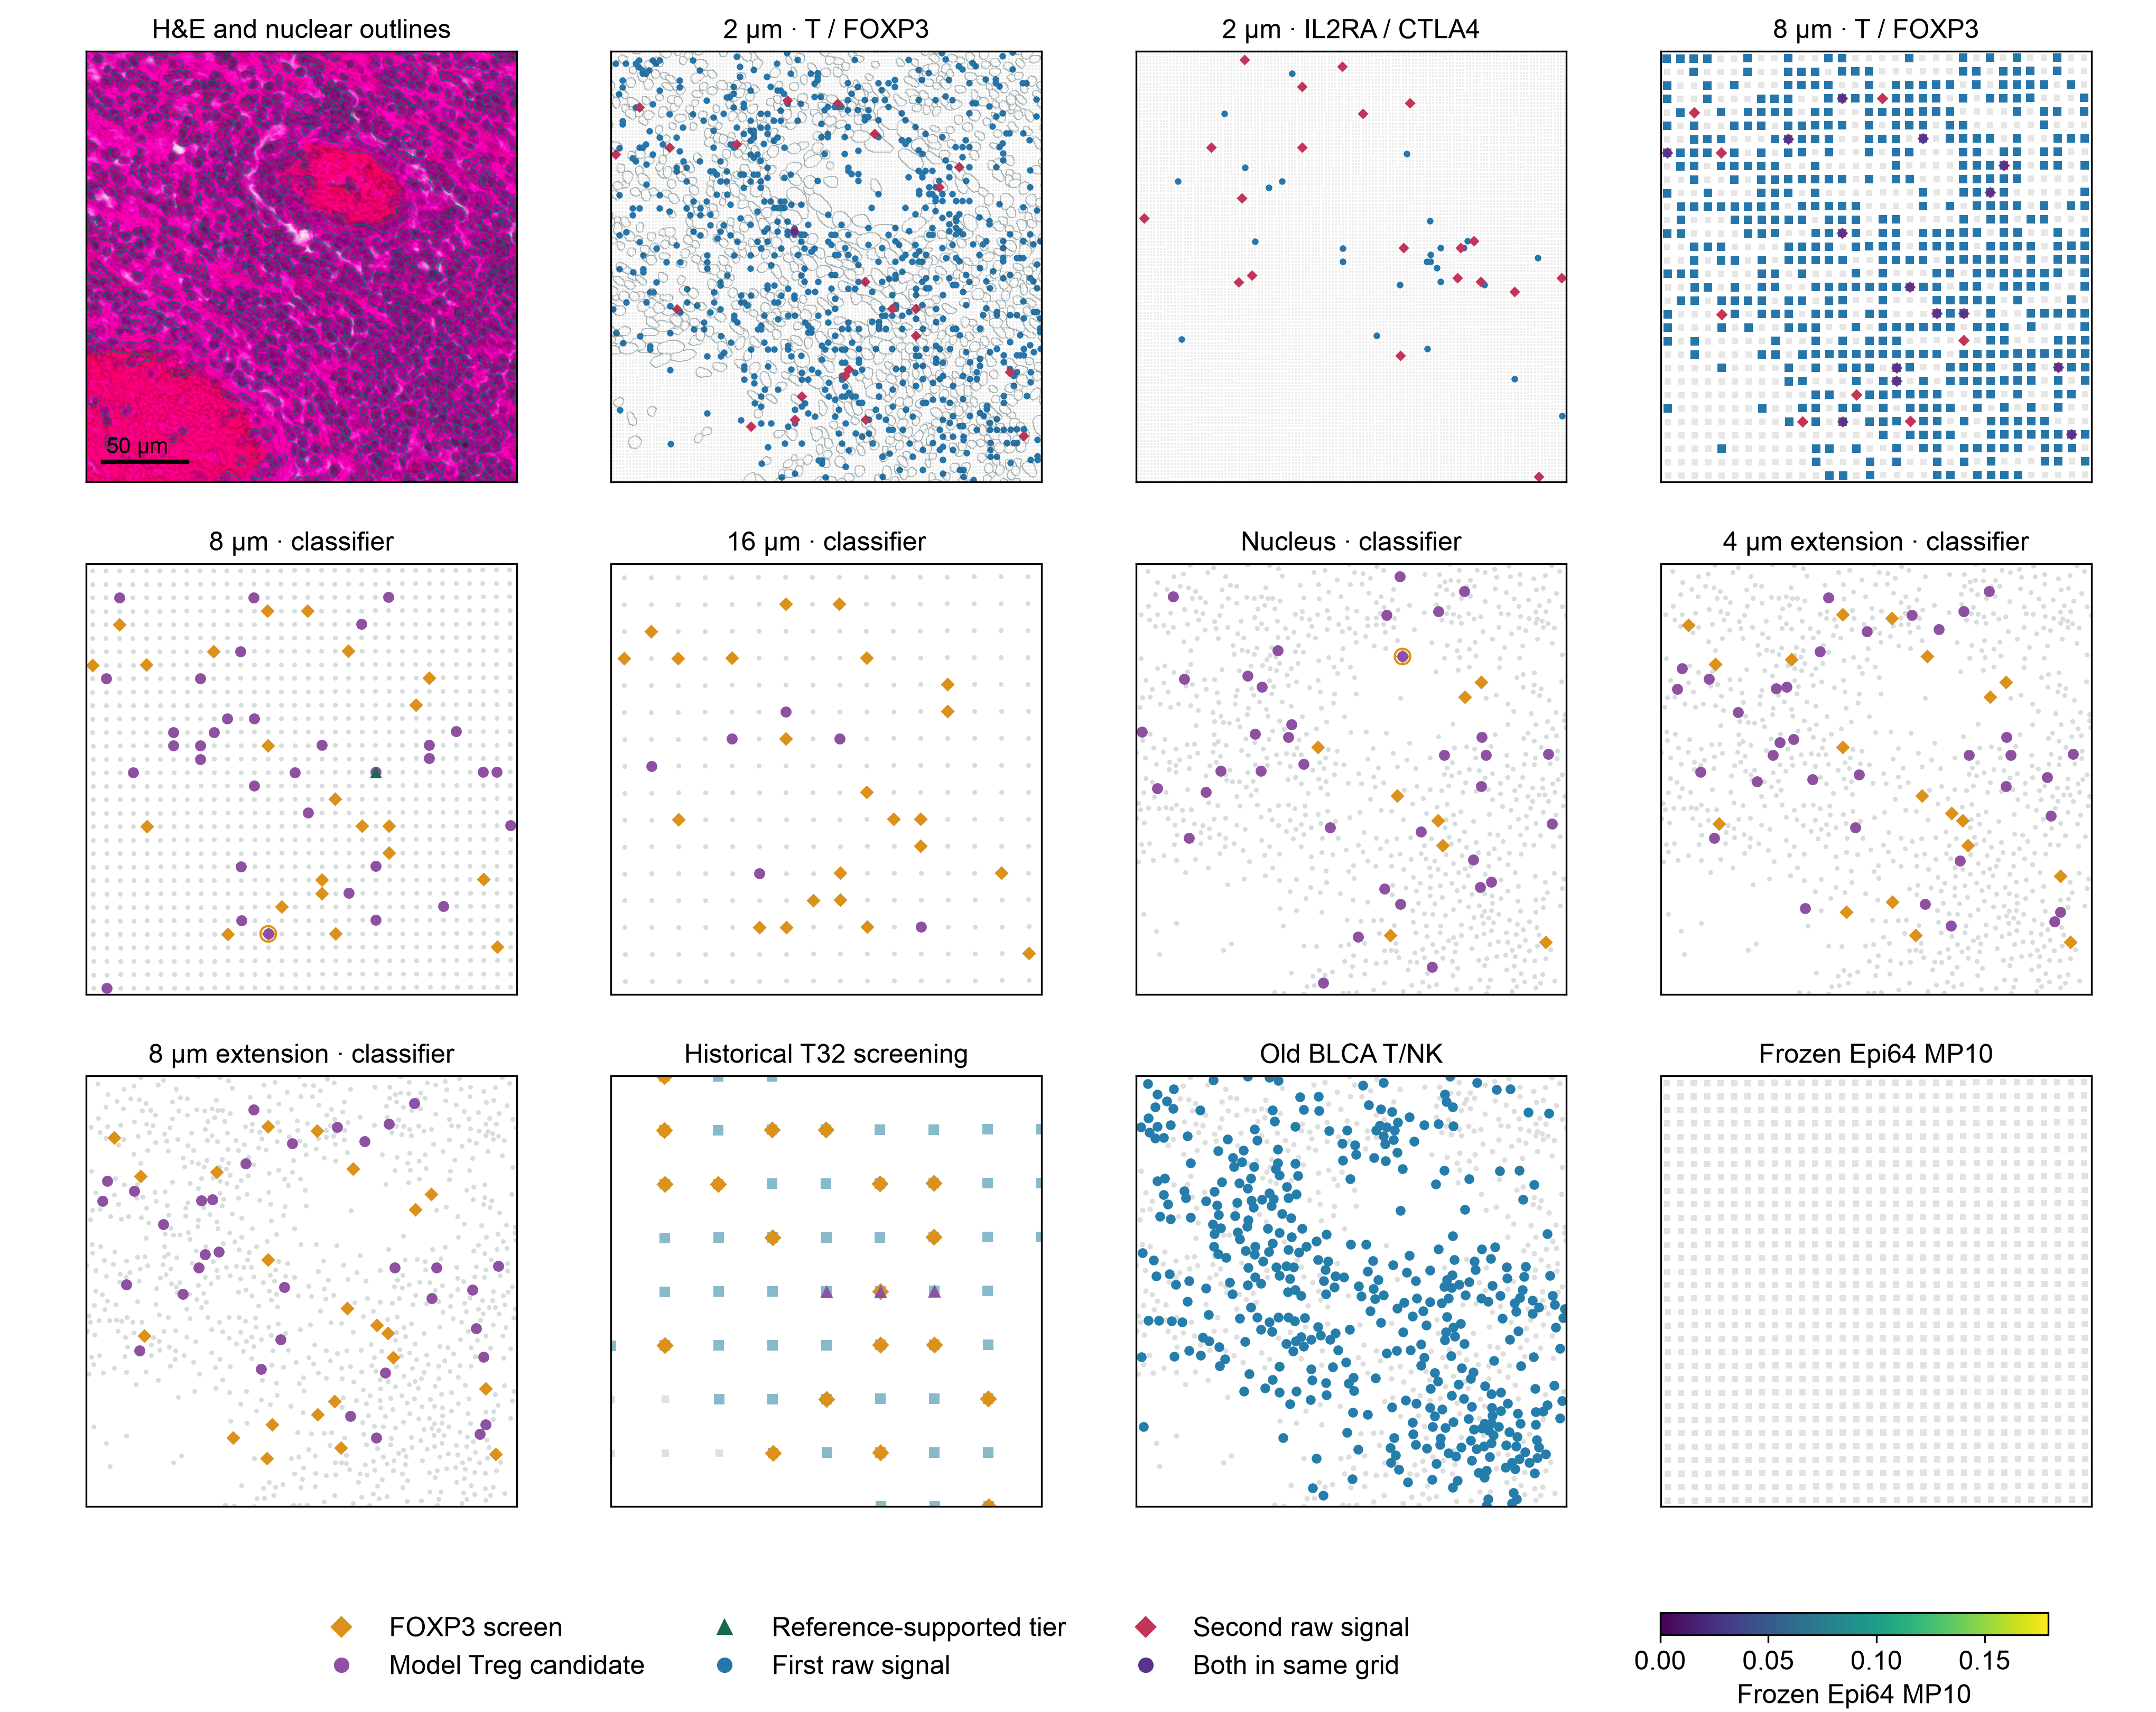 H&E and nuclear outlines
2 µm · T / FOXP3
2 µm · IL2RA / CTLA4
8 µm · T / FOXP3
50 µm
8 µm · classifier
16 µm · classifier
Nucleus · classifier
4 µm extension · classifier
8 µm extension · classifier
Historical T32 screening
Old BLCA T/NK
Frozen Epi64 MP10
FOXP3 screen
Model Treg candidate
Reference-supported tier
First raw signal
Second raw signal
Both in same grid
0.00 0.05 0.10 0.15
Frozen Epi64 MP10